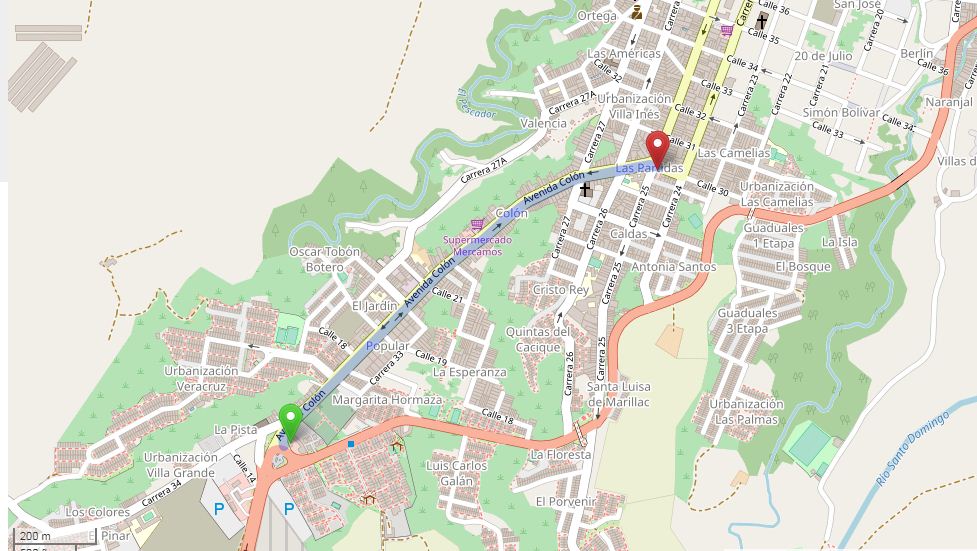 Ortega
Carrera
Carrera
Calle 36
San José
Carrera 20
Calle 35
Las Américas
20 de Julio
Berlín
Calle 32
Calle 34
Calle 36
Carrera 27A
Calle 33
Carrera 23
Carrera 22
Carrera 21
El Pescador
Urbanización
Villa Ines
Calle 32
Simón Bolívar
Naranjal
Valencia
Carrera 27
Calle 33
Calle 34
Calle 31
Las Camelias
Villas d
Carrera 27A
Las Partidas
Avenida Colón
Carrera 25
Carrera 24
Calle 30
Urbanización
Las Camelias
Colón
Carrera 27
Carrera 26
Supermercado
Mercamos
Caldas
Guaduales
1 Etapa
La Isla
Oscar Tobón
Botero
Avenida Colón
Carrera 25
Antonia Santos
El Bosque
El Jardín
Calle 21
Cristo Rey
Guaduales
3 Etapa
Calle 18
Popular
Quintas del
Cacique
Calle 19
Carrera 33
Carrera 26
Carrera 25
Urbanización
Veracruz
La Esperanza
Santa Luisa
de Marillac
Avenida Colón
Margarita Hormaza
Calle 18
Urbanización
Las Palmas
La Pista
La Floresta
Río Santo Domingo
Urbanización
Villa Grande
Calle 14
Luis Carlos
Galán
Carrera 34
El Porvenir
P
P
Los Colores
El Pinar
200 m